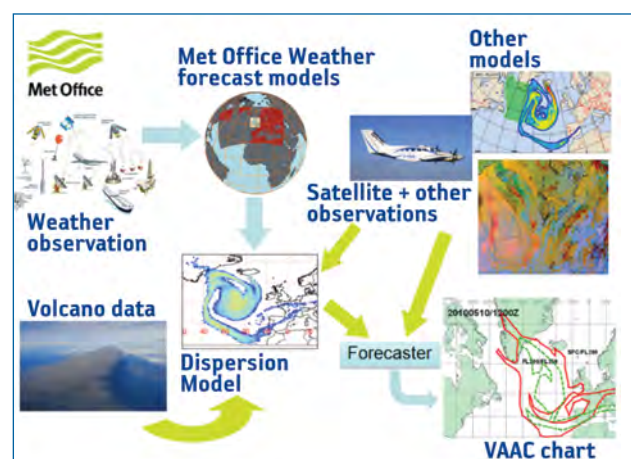 Met Office
Met Office Weather
forecast models
Other
models
Weather
observation
Satellite + other
observations
Volcano data
Dispersion
Model
Forecaster
20100510/1200Z
VAAC chart